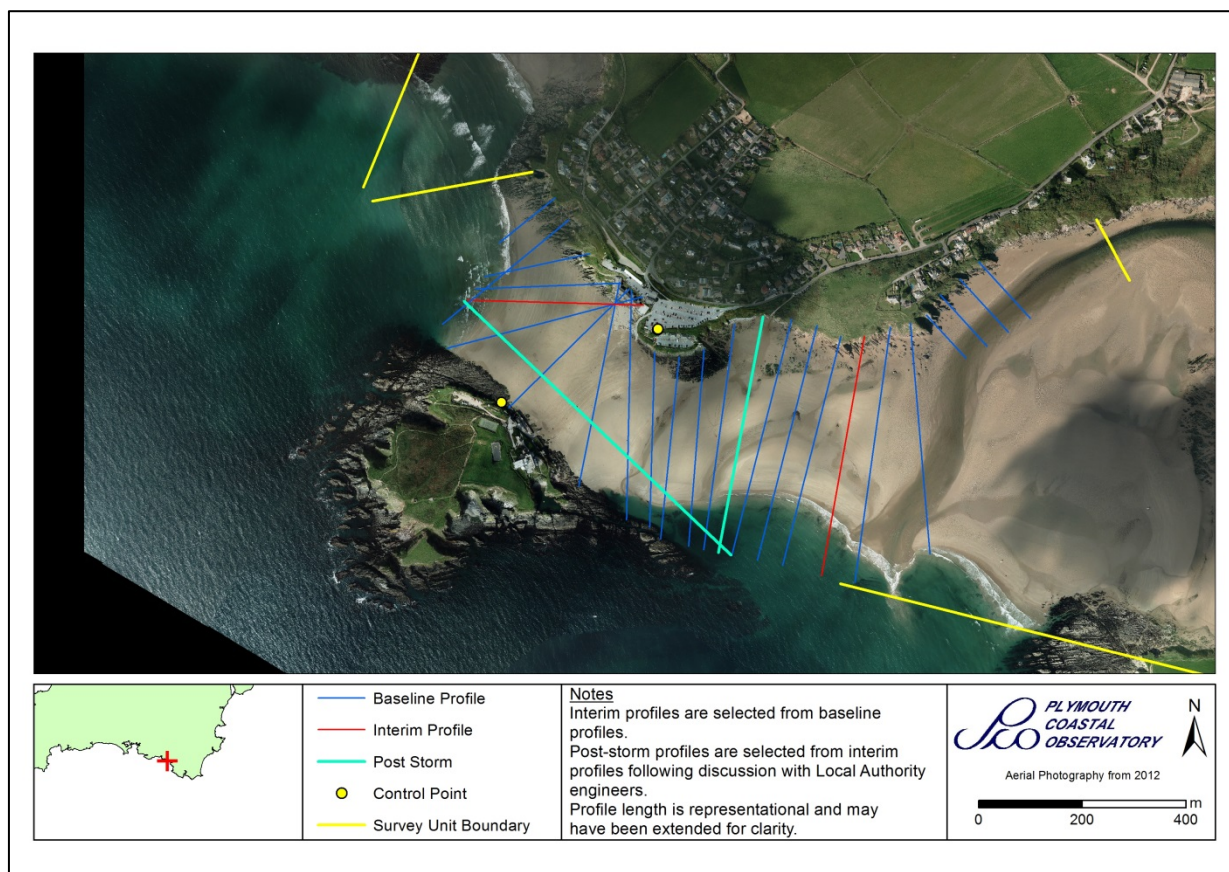 Baseline Profile
Interim Profile
Post Storm
Control Point
Survey Unit Boundary
Notes
Interim profiles are selected from baseline
profiles.
Post-storm profiles are selected from interim
profiles following discussion with Local Authority
engineers.
Profile length is representational and may
have been extended for clarity.
PLYMOUTH
COASTAL
OBSERVATORY
N
Aerial Photography from 2012
m
0 200 400